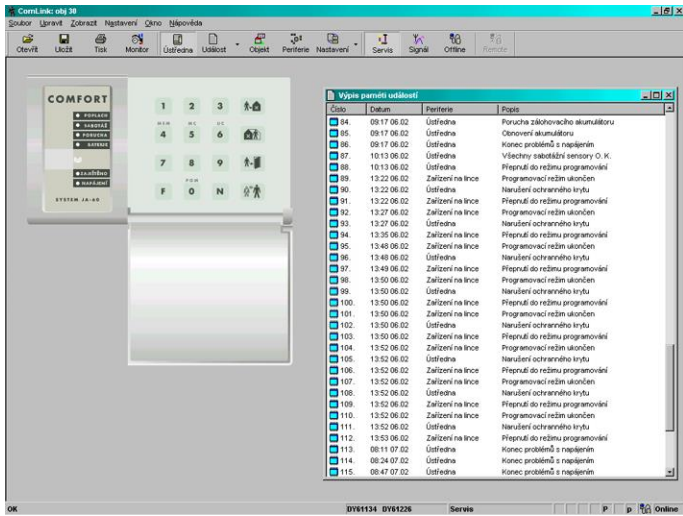 ComLink: obj 30
Soubor Upravit Zobrazit Nastavení Okno Nápověda
Otevřít Uložit Tisk Monitor Ústředna Událost Objekt Periferie Nastavení Servis Signál Offline Remote
COMFORT
POPLACH
SABOTÁŽ
PORUCHA
BATERIE
ZAJIŠTĚNO
NAPÁJENÍ
SYSTEM JA-60
1 2 3
MEM MC
4 5 6
7 8 9
F 0 N
Výpis paměti událostí
Číslo Datum Periferie Popis
84. 09:17 06.02 Ústředna Porucha zálohovacího akumulátoru
85. 09:17 06.02 Ústředna Obnovení akumulátoru
86. 09:17 06.02 Ústředna Konec problémů s napájením
87. 10:13 06.02 Ústředna Všechny sabotážní sensory O. K.
88. 10:13 06.02 Ústředna Přepnutí do režimu programování
89. 13:22 06.02 Zařízení na lince Programovací režim ukončen
90. 13:22 06.02 Ústředna Narušení ochranného krytu
91. 13:22 06.02 Zařízení na lince Přepnutí do režimu programování
92. 13:27 06.02 Zařízení na lince Programovací režim ukončen
93. 13:27 06.02 Ústředna Narušení ochranného krytu
94. 13:35 06.02 Zařízení na lince Přepnutí do režimu programování
95. 13:48 06.02 Zařízení na lince Programovací režim ukončen
96. 13:48 06.02 Ústředna Narušení ochranného krytu
97. 13:49 06.02 Zařízení na lince Přepnutí do režimu programování
98. 13:50 06.02 Zařízení na lince Programovací režim ukončen
99. 13:50 06.02 Ústředna Narušení ochranného krytu
100. 13:50 06.02 Zařízení na lince Přepnutí do režimu programování
101. 13:50 06.02 Zařízení na lince Programovací režim ukončen
102. 13:50 06.02 Ústředna Narušení ochranného krytu
103. 13:50 06.02 Zařízení na lince Přepnutí do režimu programování
104. 13:52 06.02 Zařízení na lince Programovací režim ukončen
105. 13:52 06.02 Ústředna Narušení ochranného krytu
106. 13:52 06.02 Zařízení na lince Přepnutí do režimu programování
107. 13:52 06.02 Zařízení na lince Programovací režim ukončen
108. 13:52 06.02 Ústředna Narušení ochranného krytu
109. 13:52 06.02 Zařízení na lince Přepnutí do režimu programování
110. 13:52 06.02 Zařízení na lince Programovací režim ukončen
111. 13:52 06.02 Ústředna Narušení ochranného krytu
112. 13:53 06.02 Zařízení na lince Přepnutí do režimu programování
113. 08:11 07.02 Ústředna Konec problémů s napájením
114. 08:24 07.02 Ústředna Konec problémů s napájením
115. 08:47 07.02 Ústředna Konec problémů s napájením
OK DY61134 DY61226 Servis P p Online